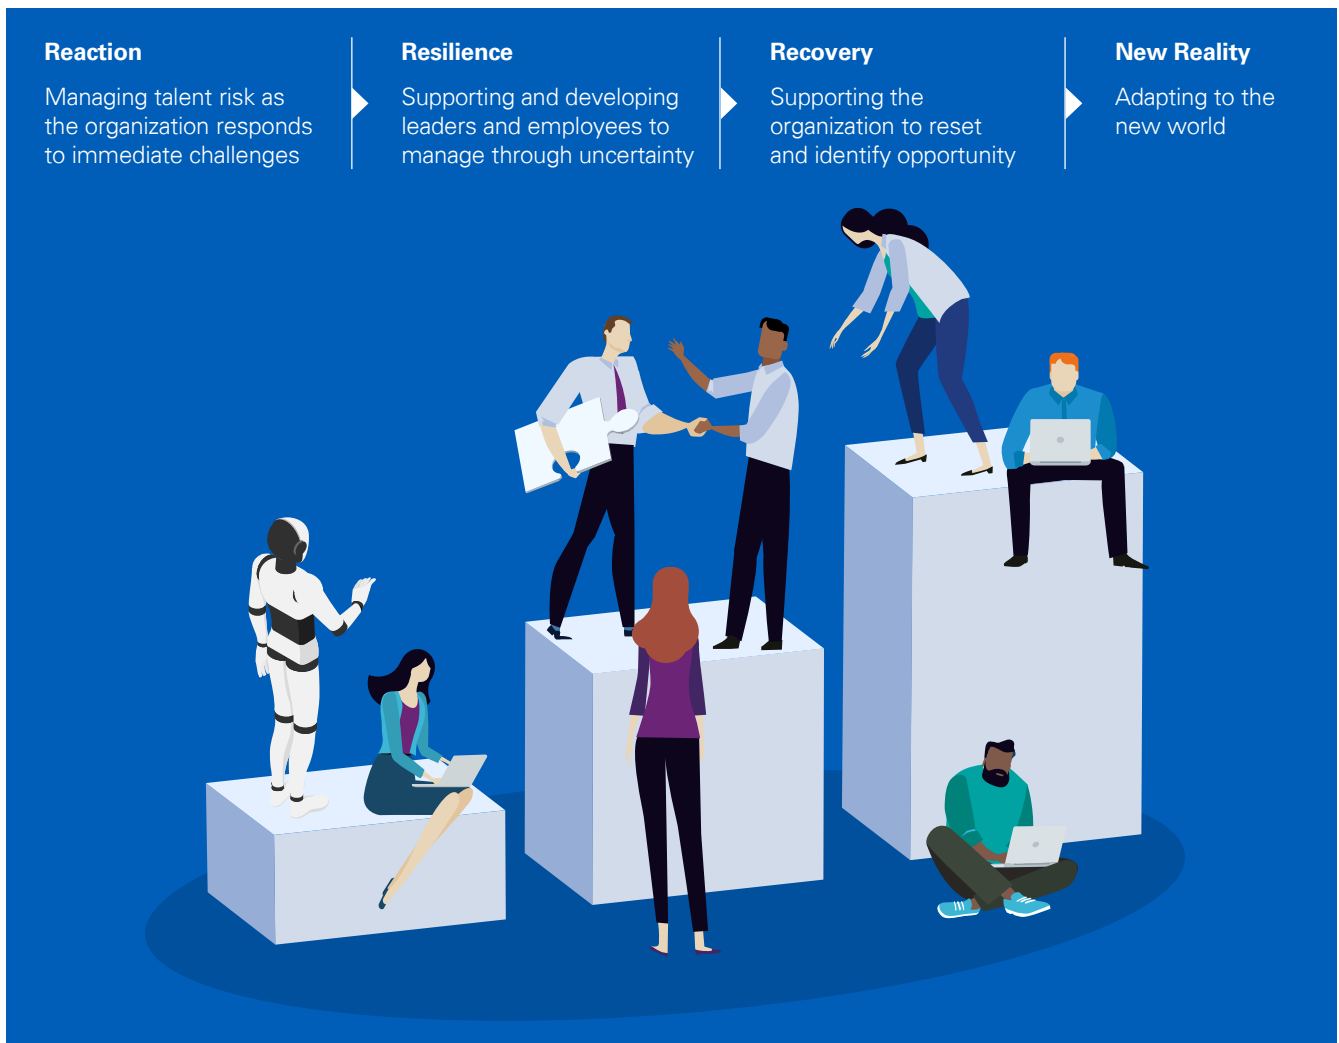 Reaction
Managing talent risk as
the organization responds
to immediate challenges
Resilience
Supporting and developing
leaders and employees to
manage through uncertainty
Recovery
Supporting the
organization to reset
and identify opportunity
New Reality
Adapting to the
new world